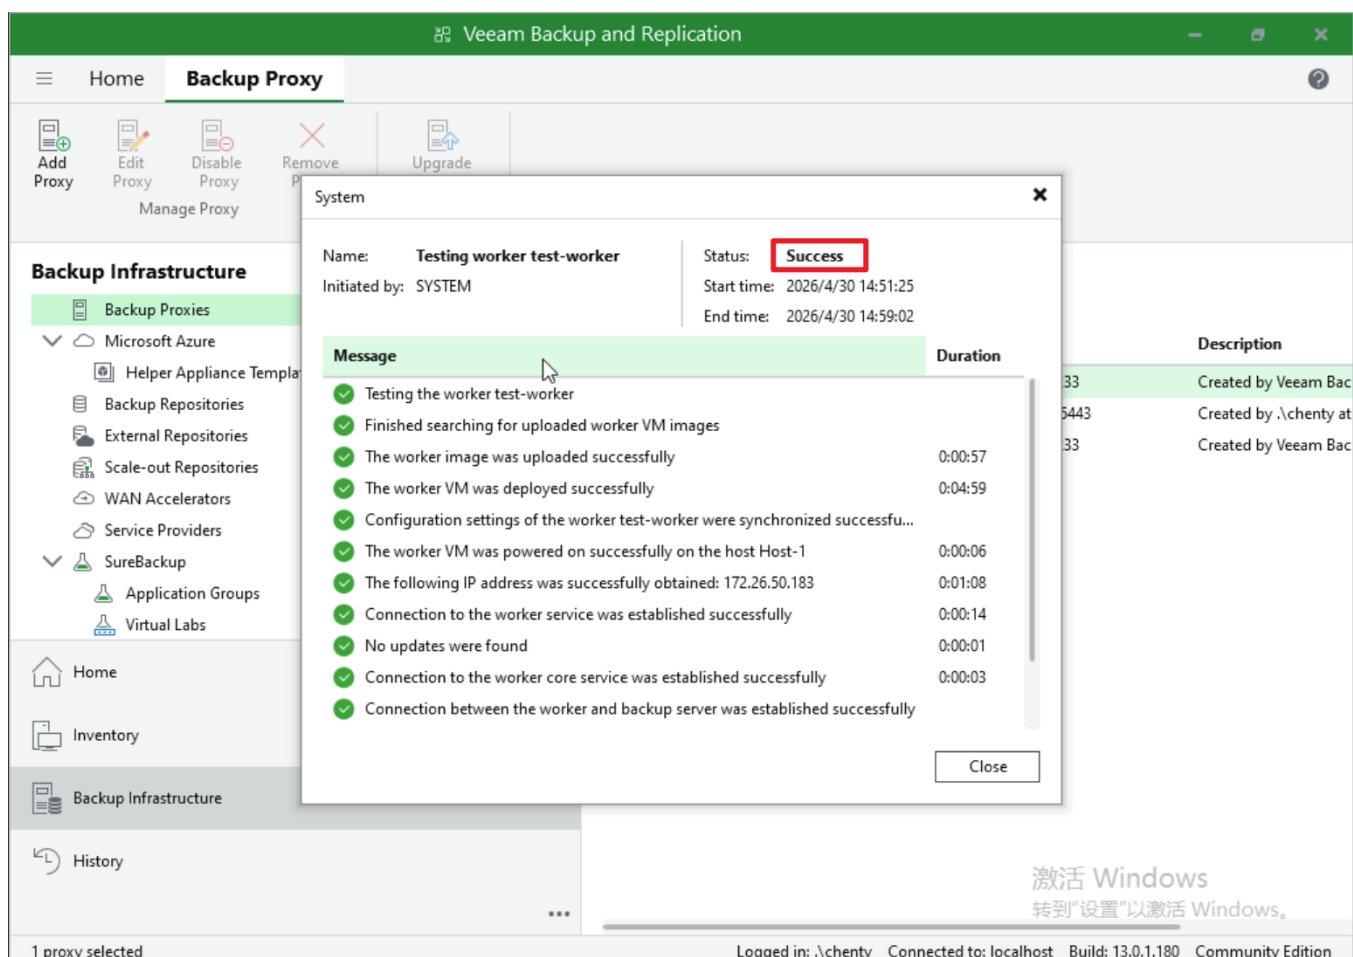 Veeam Backup and Replication
Home
Backup Proxy
Add Proxy
Edit Proxy
Disable Proxy
Remove
Upgrade
Manage Proxy
System
Name: Testing worker test-worker
Initiated by: SYSTEM
Status: Success
Start time: 2026/4/30 14:51:25
End time: 2026/4/30 14:59:02
Message Duration
Testing the worker test-worker
Finished searching for uploaded worker VM images
The worker image was uploaded successfully 0:00:57
The worker VM was deployed successfully 0:04:59
Configuration settings of the worker test-worker were synchronized successfu...
The worker VM was powered on successfully on the host Host-1 0:00:06
The following IP address was successfully obtained: 172.26.50.183 0:01:08
Connection to the worker service was established successfully 0:00:14
No updates were found 0:00:01
Connection to the worker core service was established successfully 0:00:03
Connection between the worker and backup server was established successfully
Close
Backup Infrastructure
Backup Proxies
Microsoft Azure
Helper Appliance Templa
Backup Repositories
External Repositories
Scale-out Repositories
WAN Accelerators
Service Providers
SureBackup
Application Groups
Virtual Labs
Home
Inventory
Backup Infrastructure
History
Description
33 Created by Veeam Bac
5443 Created by .\chenty at
33 Created by Veeam Bac
激活 Windows
转到"设置"以激活 Windows。
1 proxy selected
Logged in: .\chenty Connected to: localhost Build: 13.0.1.180 Community Edition